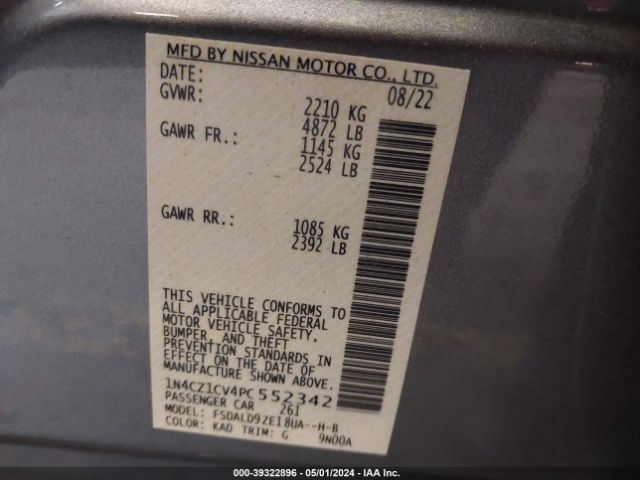 MFD BY NISSAN MOTOR CO., LTD.
DATE: 08/22
GVWR: 2210 KG
4872 LB
GAWR FR.: 1145 KG
2524 LB
GAWR RR.: 1085 KG
2392 LB
THIS VEHICLE CONFORMS TO
ALL APPLICABLE FEDERAL
MOTOR VEHICLE SAFETY,
BUMPER, AND THEFT
PREVENTION STANDARDS IN
EFFECT ON THE DATE OF
MANUFACTURE SHOWN ABOVE.
1N4CZ1CV4PC552342
PASSENGER CAR 261
MODEL: FSDALD9ZE18UA--H-B
COLOR: KAD TRIM: G 9N00A
000-39322896 - 05/01/2024 - IAA Inc.